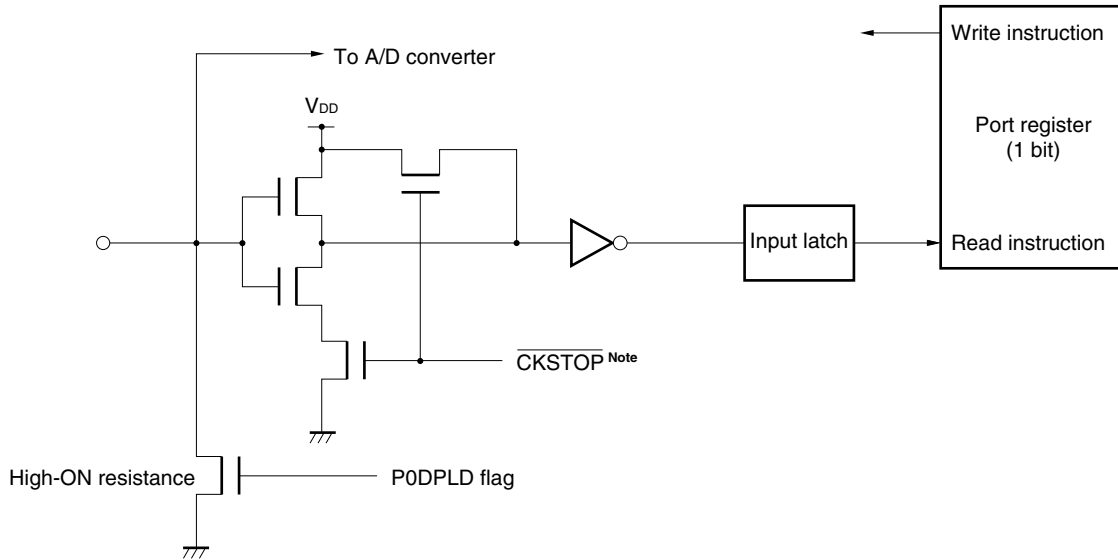 Write instruction
To A/D converter
VDD
Port register
(1 bit)
Input latch
Read instruction
CKSTOP Note
High-ON resistance
P0DPLD flag